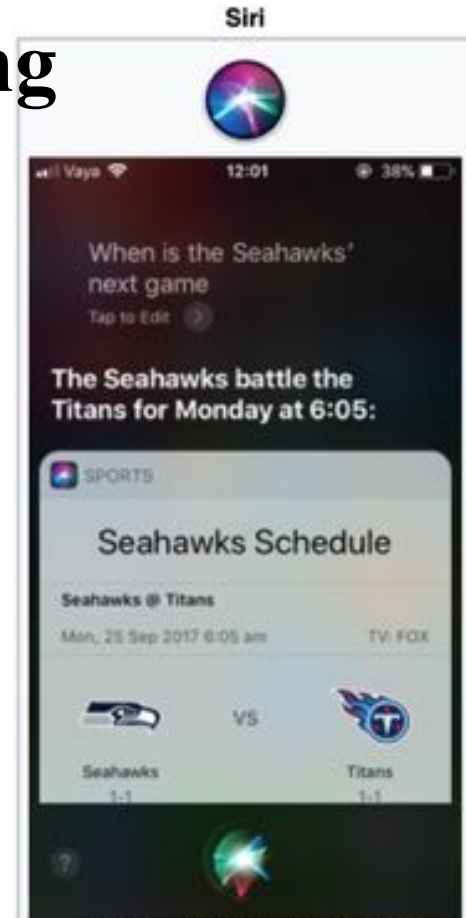 Siri
ng
Vaya 12:01 38%
When is the Seahawks'
next game
Tap to Edit
The Seahawks battle the
Titans for Monday at 6:05:
SPORTS
Seahawks Schedule
Seahawks @ Titans
Mon, 25 Sep 2017 6:05 am TV: FOX
VS
Seahawks Titans
1-1 1-1
?